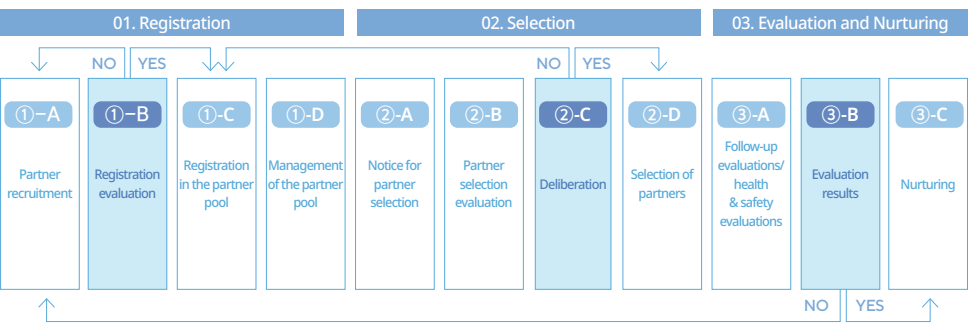 01. Registration
02. Selection
03. Evaluation and Nurturing
NO
YES
NO
YES
①-A
Partner
recruitment
①-B
Registration
evaluation
①-C
Registration
in the partner
pool
①-D
Management
of the partner
pool
②-A
Notice for
partner
selection
②-B
Partner
selection
evaluation
②-C
Deliberation
②-D
Selection of
partners
③-A
Follow-up
evaluations/
health
& safety
evaluations
③-B
Evaluation
results
③-C
Nurturing
NO
YES